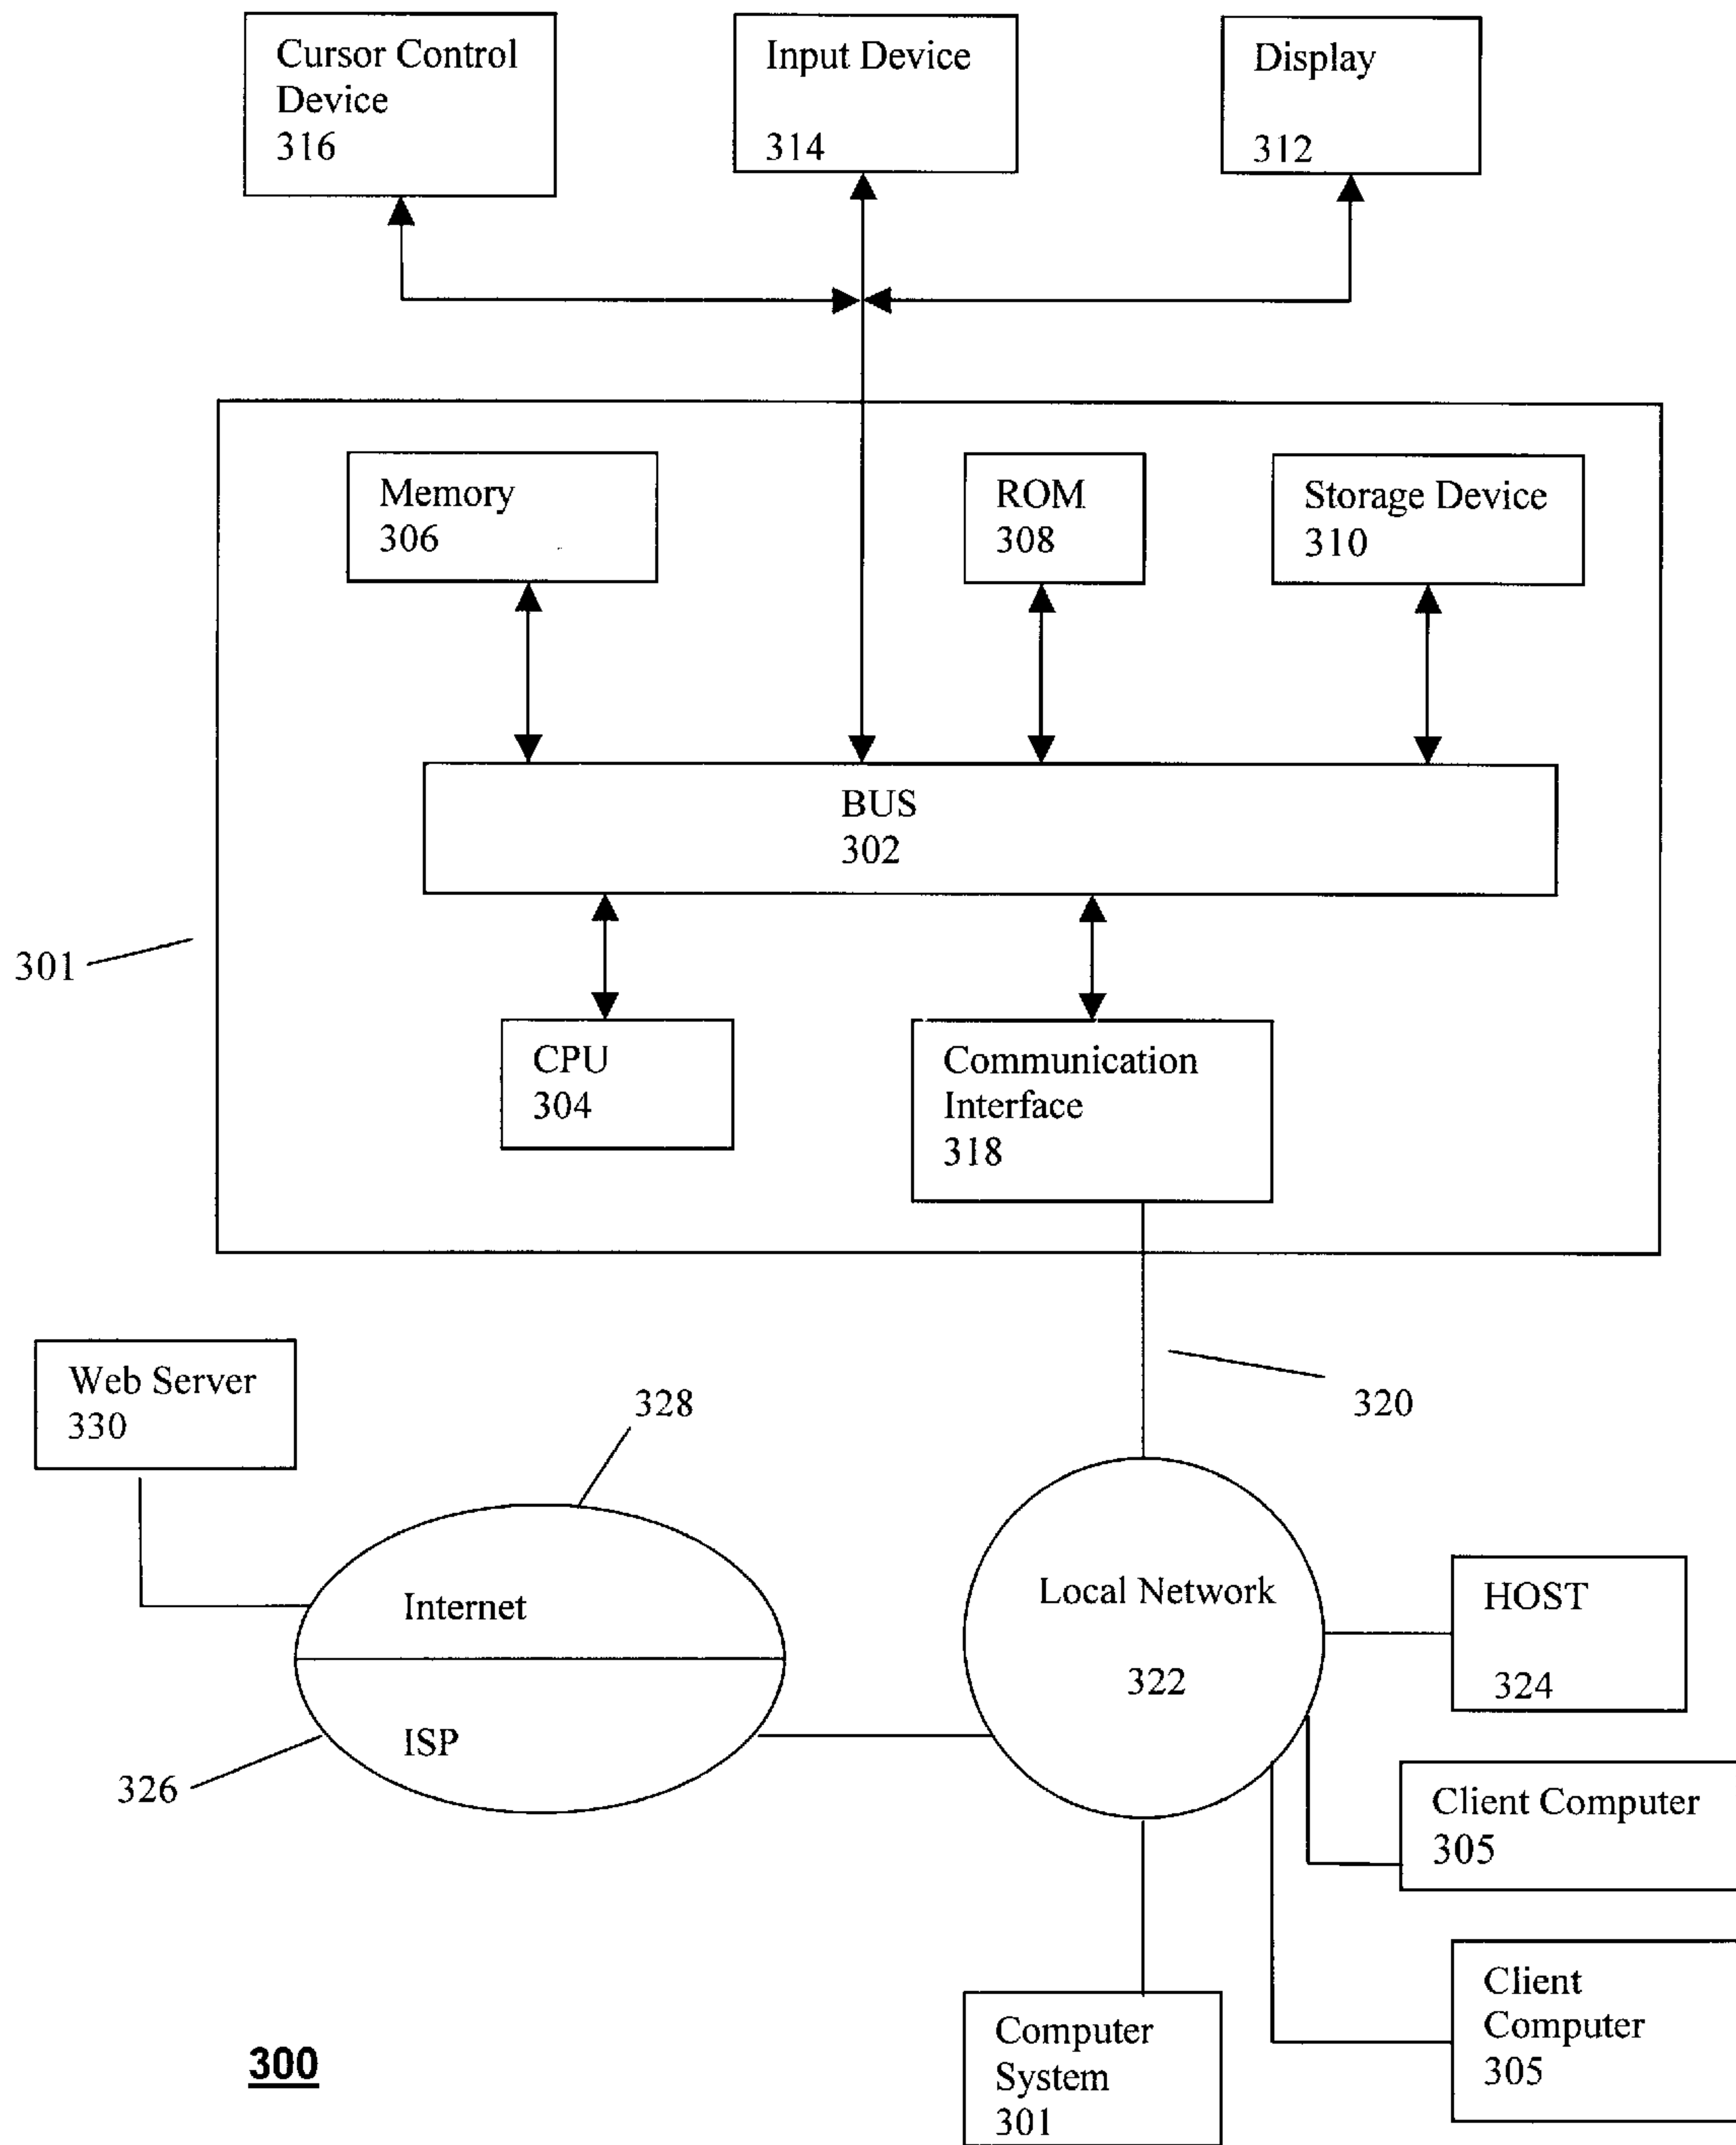 Cursor Control
Device
316
Input Device
314
Display
312
Memory
306
ROM
308
Storage Device
310
BUS
302
301
CPU
304
Communication
Interface
318
Web Server
330
328
320
Internet
ISP
326
Local Network
322
HOST
324
Client Computer
305
Client
Computer
305
Computer
System
301
300